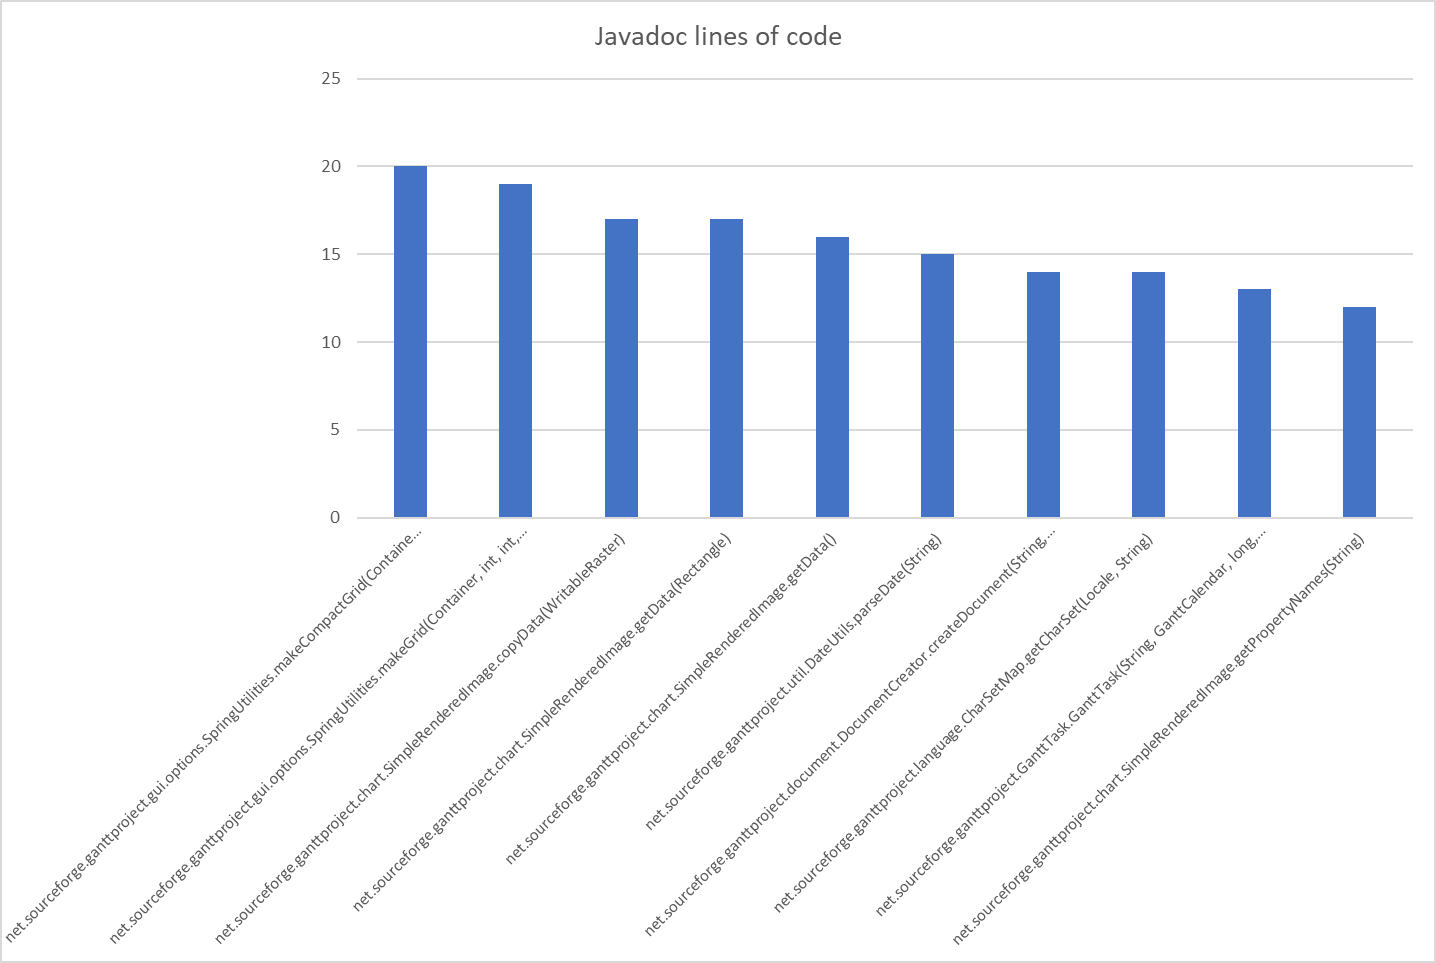 Javadoc lines of code
25
20
15
10
5
0
net.sourceforge.ganttproject.gui.options.SpringUtilities.makeCompactGrid(Containe…
net.sourceforge.ganttproject.gui.options.SpringUtilities.makeGrid(Container, int, int,…
net.sourceforge.ganttproject.chart.SimpleRenderedImage.copyData(WritableRaster)
net.sourceforge.ganttproject.chart.SimpleRenderedImage.getData(Rectangle)
net.sourceforge.ganttproject.chart.SimpleRenderedImage.getData()
net.sourceforge.ganttproject.util.DateUtils.parseDate(String)
net.sourceforge.ganttproject.document.DocumentCreator.createDocument(String,…
net.sourceforge.ganttproject.language.CharSetMap.getCharSet(Locale, String)
net.sourceforge.ganttproject.GanttTask.GanttTask(String, GanttCalendar, long,…
net.sourceforge.ganttproject.chart.SimpleRenderedImage.getPropertyNames(String)